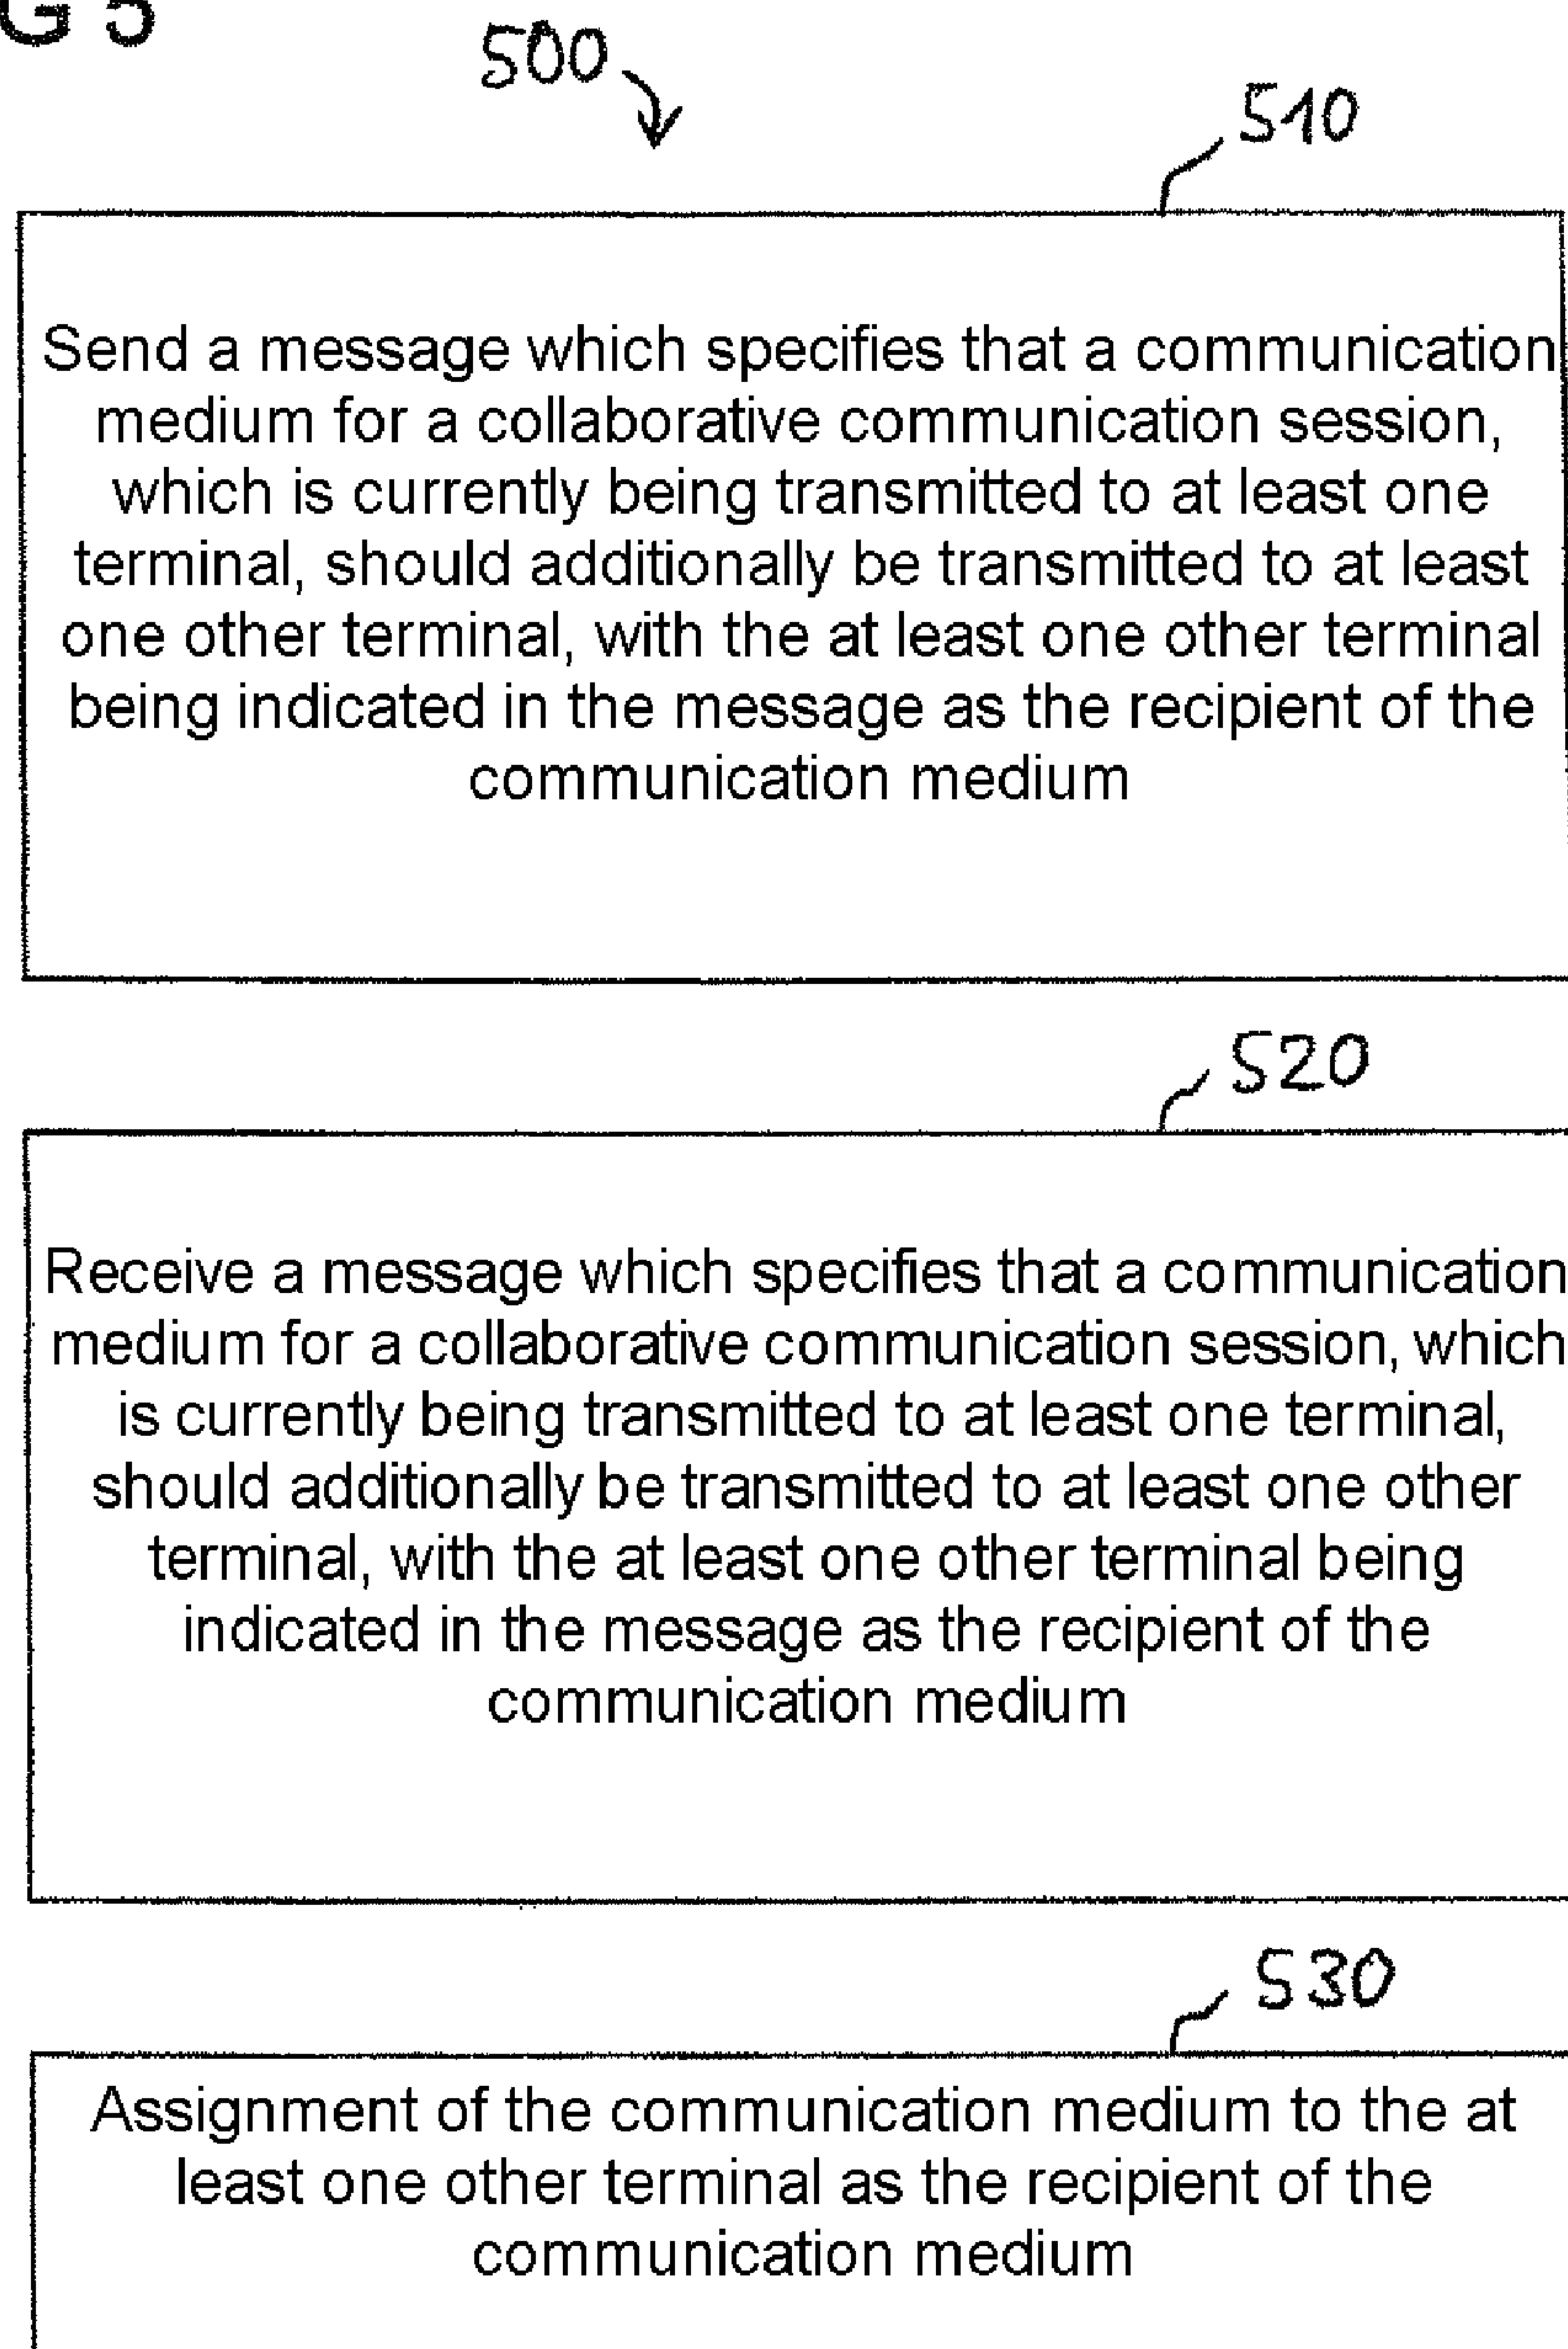 G 5
500
510
Send a message which specifies that a communication
medium for a collaborative communication session,
which is currently being transmitted to at least one
terminal, should additionally be transmitted to at least
one other terminal, with the at least one other terminal
being indicated in the message as the recipient of the
communication medium
520
Receive a message which specifies that a communication
medium for a collaborative communication session, which
is currently being transmitted to at least one terminal,
should additionally be transmitted to at least one other
terminal, with the at least one other terminal being
indicated in the message as the recipient of the
communication medium
530
Assignment of the communication medium to the at
least one other terminal as the recipient of the
communication medium